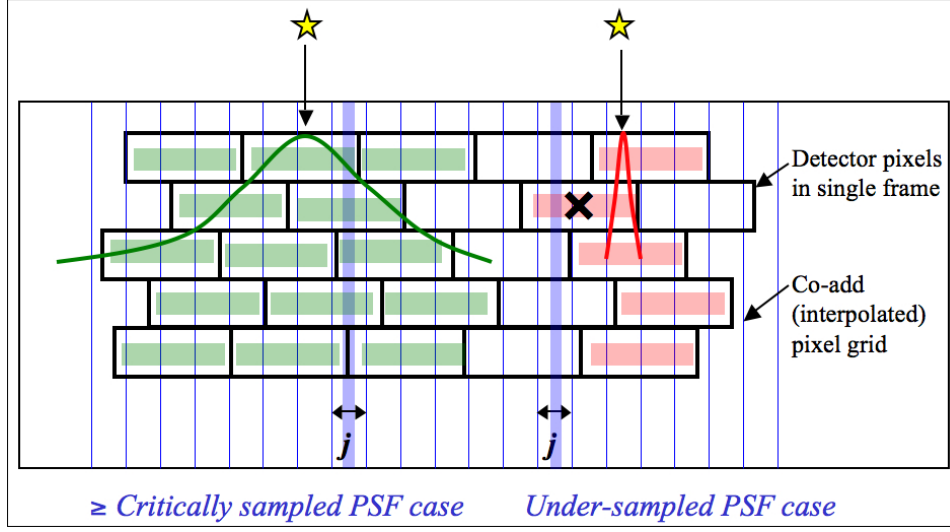 Detector pixels
in single frame
Co-add
(interpolated)
pixel grid
j
j
≥ Critically sampled PSF case
Under-sampled PSF case